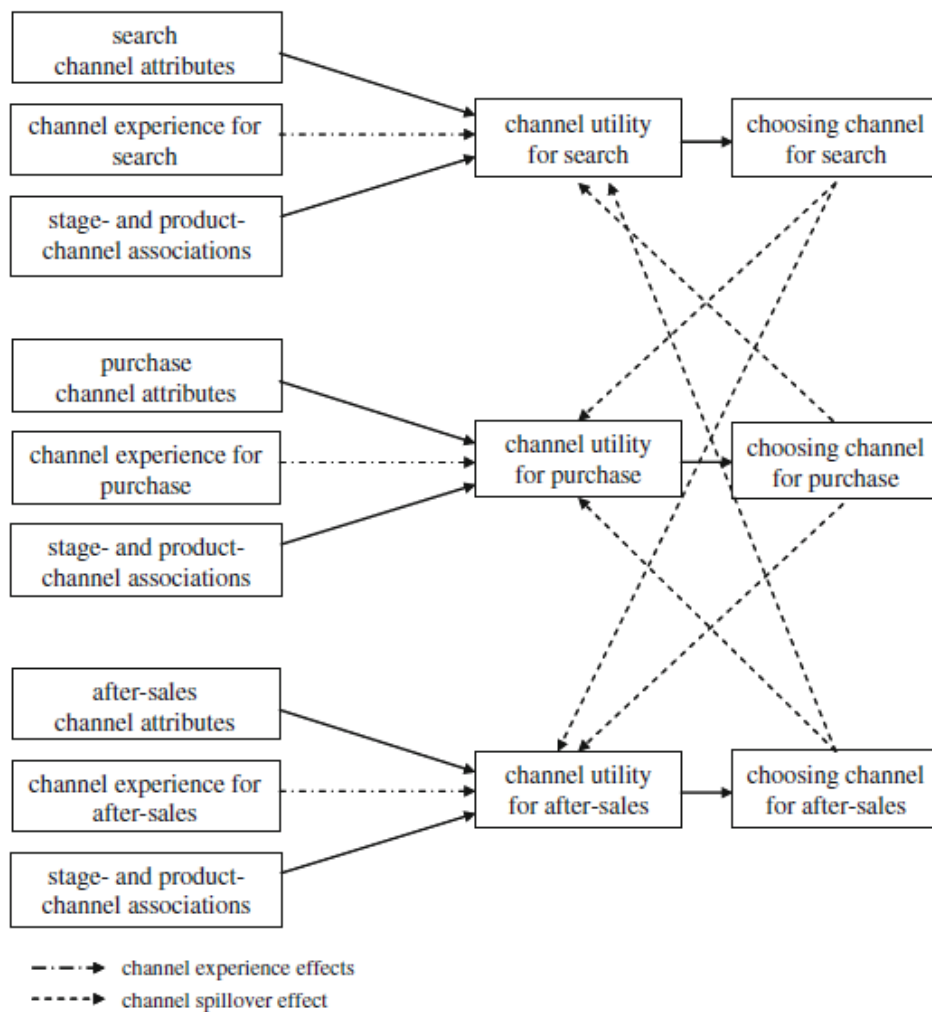 search
channel attributes
channel experience for
search
stage- and product-
channel associations
channel utility
for search
choosing channel
for search
purchase
channel attributes
channel experience for
purchase
stage- and product-
channel associations
channel utility
for purchase
choosing channel
for purchase
after-sales
channel attributes
channel experience for
after-sales
stage- and product-
channel associations
channel utility
for after-sales
choosing channel
for after-sales
channel experience effects
channel spillover effect